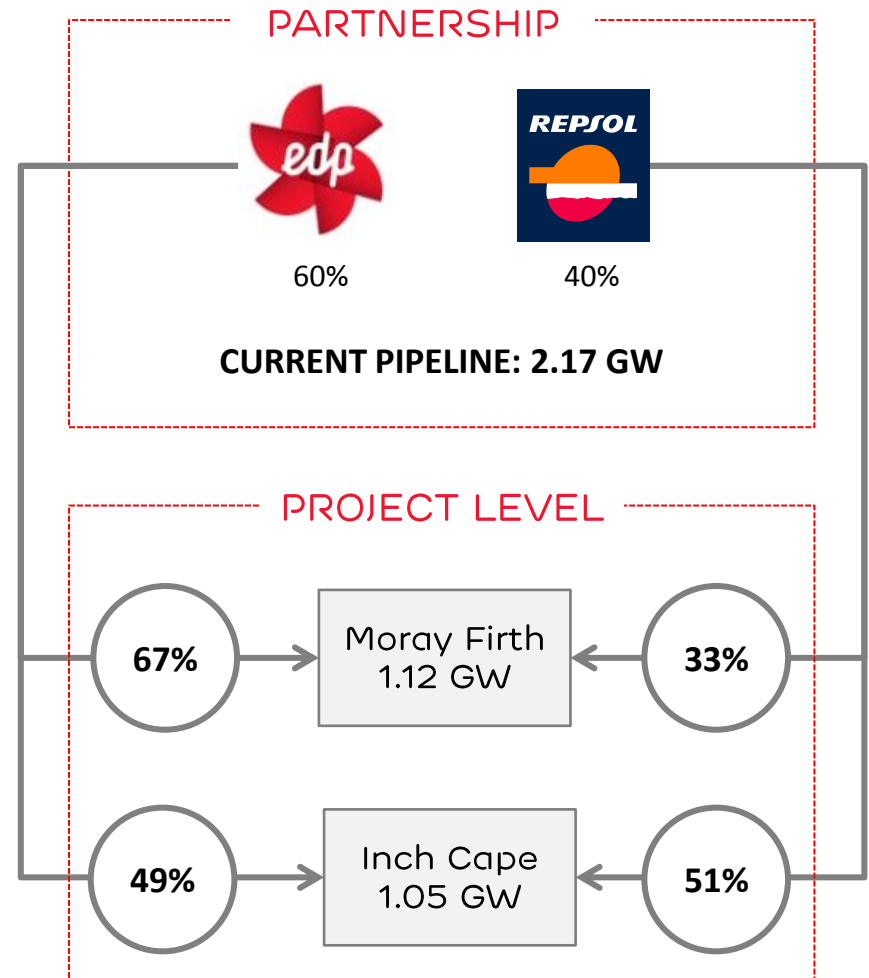 PARTNERSHIP
edp
REPSOL
60%
40%
CURRENT PIPELINE: 2.17 GW
PROJECT LEVEL
67%
Moray Firth
1.12 GW
33%
49%
Inch Cape
1.05 GW
51%